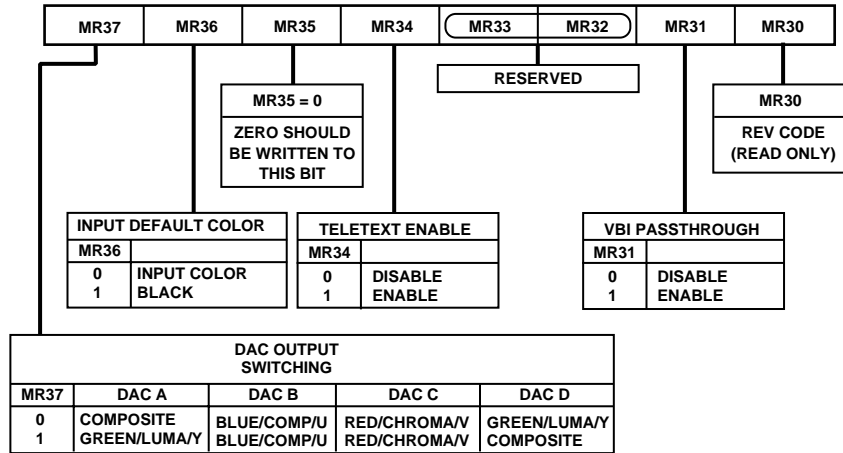 MR37 MR36 MR35 MR34 MR33 MR32 MR31 MR30
RESERVED
MR35 = 0
ZERO SHOULD
BE WRITTEN TO
THIS BIT
MR30
REV CODE
(READ ONLY)
INPUT DEFAULT COLOR
MR36
0 INPUT COLOR
1 BLACK
TELETEXT ENABLE
MR34
0 DISABLE
1 ENABLE
VBI PASSTHROUGH
MR31
0 DISABLE
1 ENABLE
DAC OUTPUT
SWITCHING
MR37 DAC A DAC B DAC C DAC D
0 COMPOSITE BLUE/COMP/U RED/CHROMA/V GREEN/LUMA/Y
1 GREEN/LUMA/Y BLUE/COMP/U RED/CHROMA/V COMPOSITE